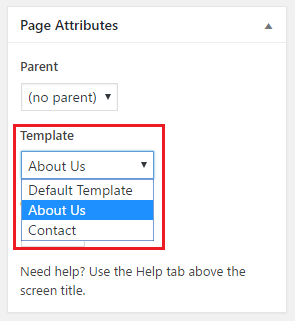 Page Attributes
Parent
(no parent)
Template
About Us
Default Template
About Us
Contact
Need help? Use the Help tab above the
screen title.